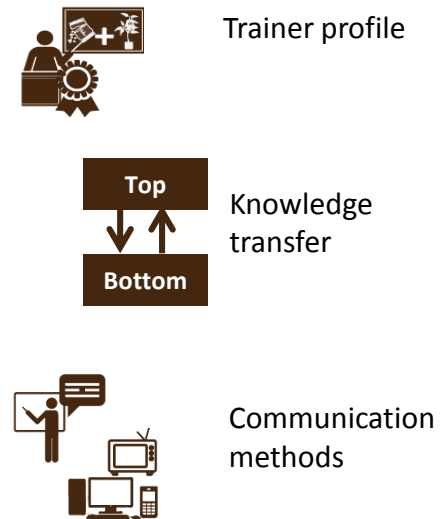 Trainer profile
Top
Bottom
Knowledge
transfer
Communication
methods